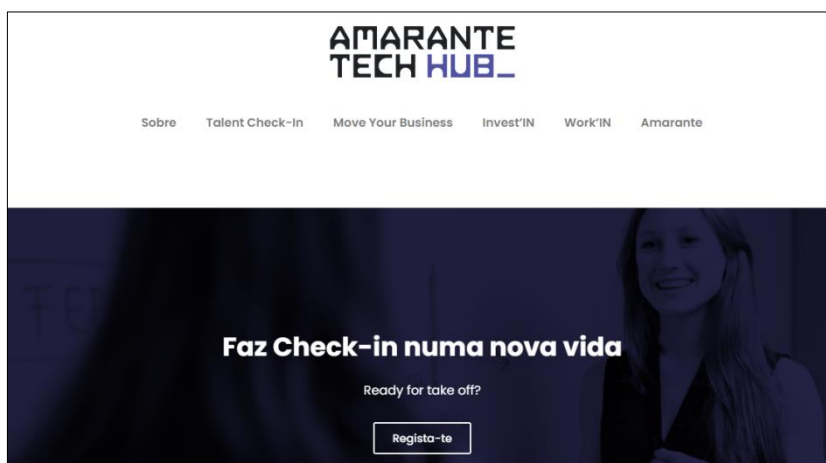 AMARANTE
TECH HUB_
Sobre Talent Check-In Move Your Business Invest'IN Work'IN Amarante
Faz Check-in numa nova vida
Ready for take off?
Regista-te